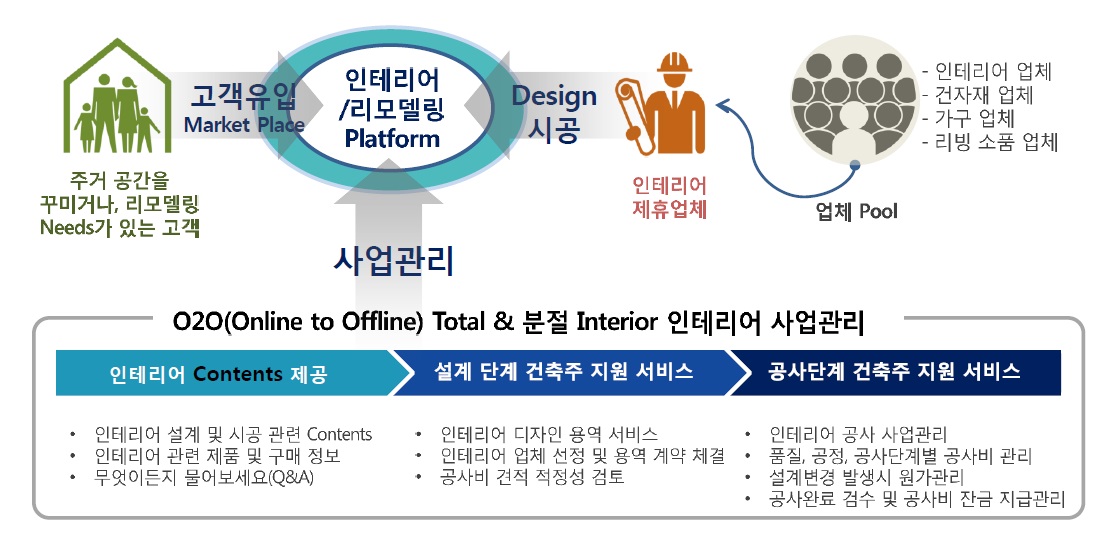 고객유입
Market Place
인테리어
/리모델링
Platform
Design
시공
- 인테리어 업체
- 건자재 업체
- 가구 업체
- 리빙 소품 업체
주거 공간을
꾸미거나, 리모델링
Needs가 있는 고객
인테리어
제휴업체
업체 Pool
사업관리
O2O(Online to Offline) Total & 분절 Interior 인테리어 사업관리
인테리어 Contents 제공
설계 단계 건축주 지원 서비스
공사단계 건축주 지원 서비스
• 인테리어 설계 및 시공 관련 Contents
• 인테리어 관련 제품 및 구매 정보
• 무엇이든지 물어보세요(Q&A)
• 인테리어 디자인 용역 서비스
• 인테리어 업체 선정 및 용역 계약 체결
• 공사비 견적 적정성 검토
• 인테리어 공사 사업관리
• 품질, 공정, 공사단계별 공사비 관리
• 설계변경 발생시 원가관리
• 공사완료 검수 및 공사비 잔금 지급관리